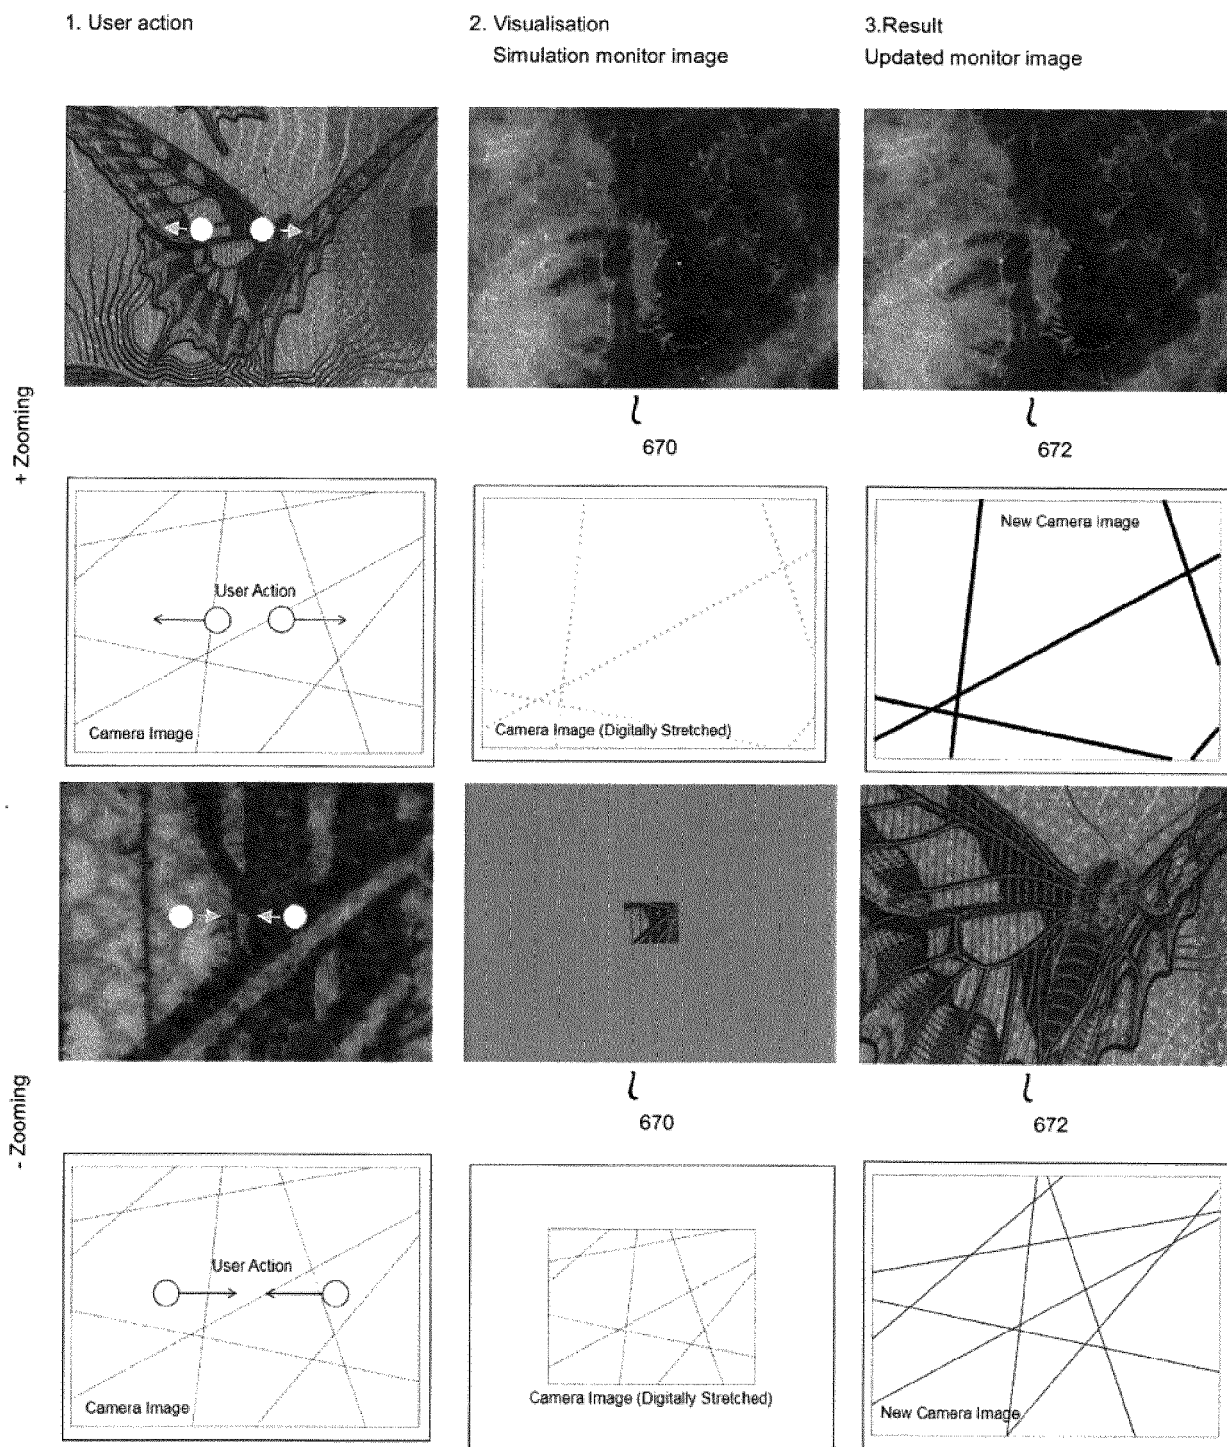 1. User action
2. Visualisation
Simulation monitor image
3.Result
Updated monitor image
+ Zooming
670
672
User Action
Camera Image
Camera Image (Digitally Stretched)
New Camera Image
- Zooming
670
672
User Action
Camera Image
Camera Image (Digitally Stretched)
New Camera Image